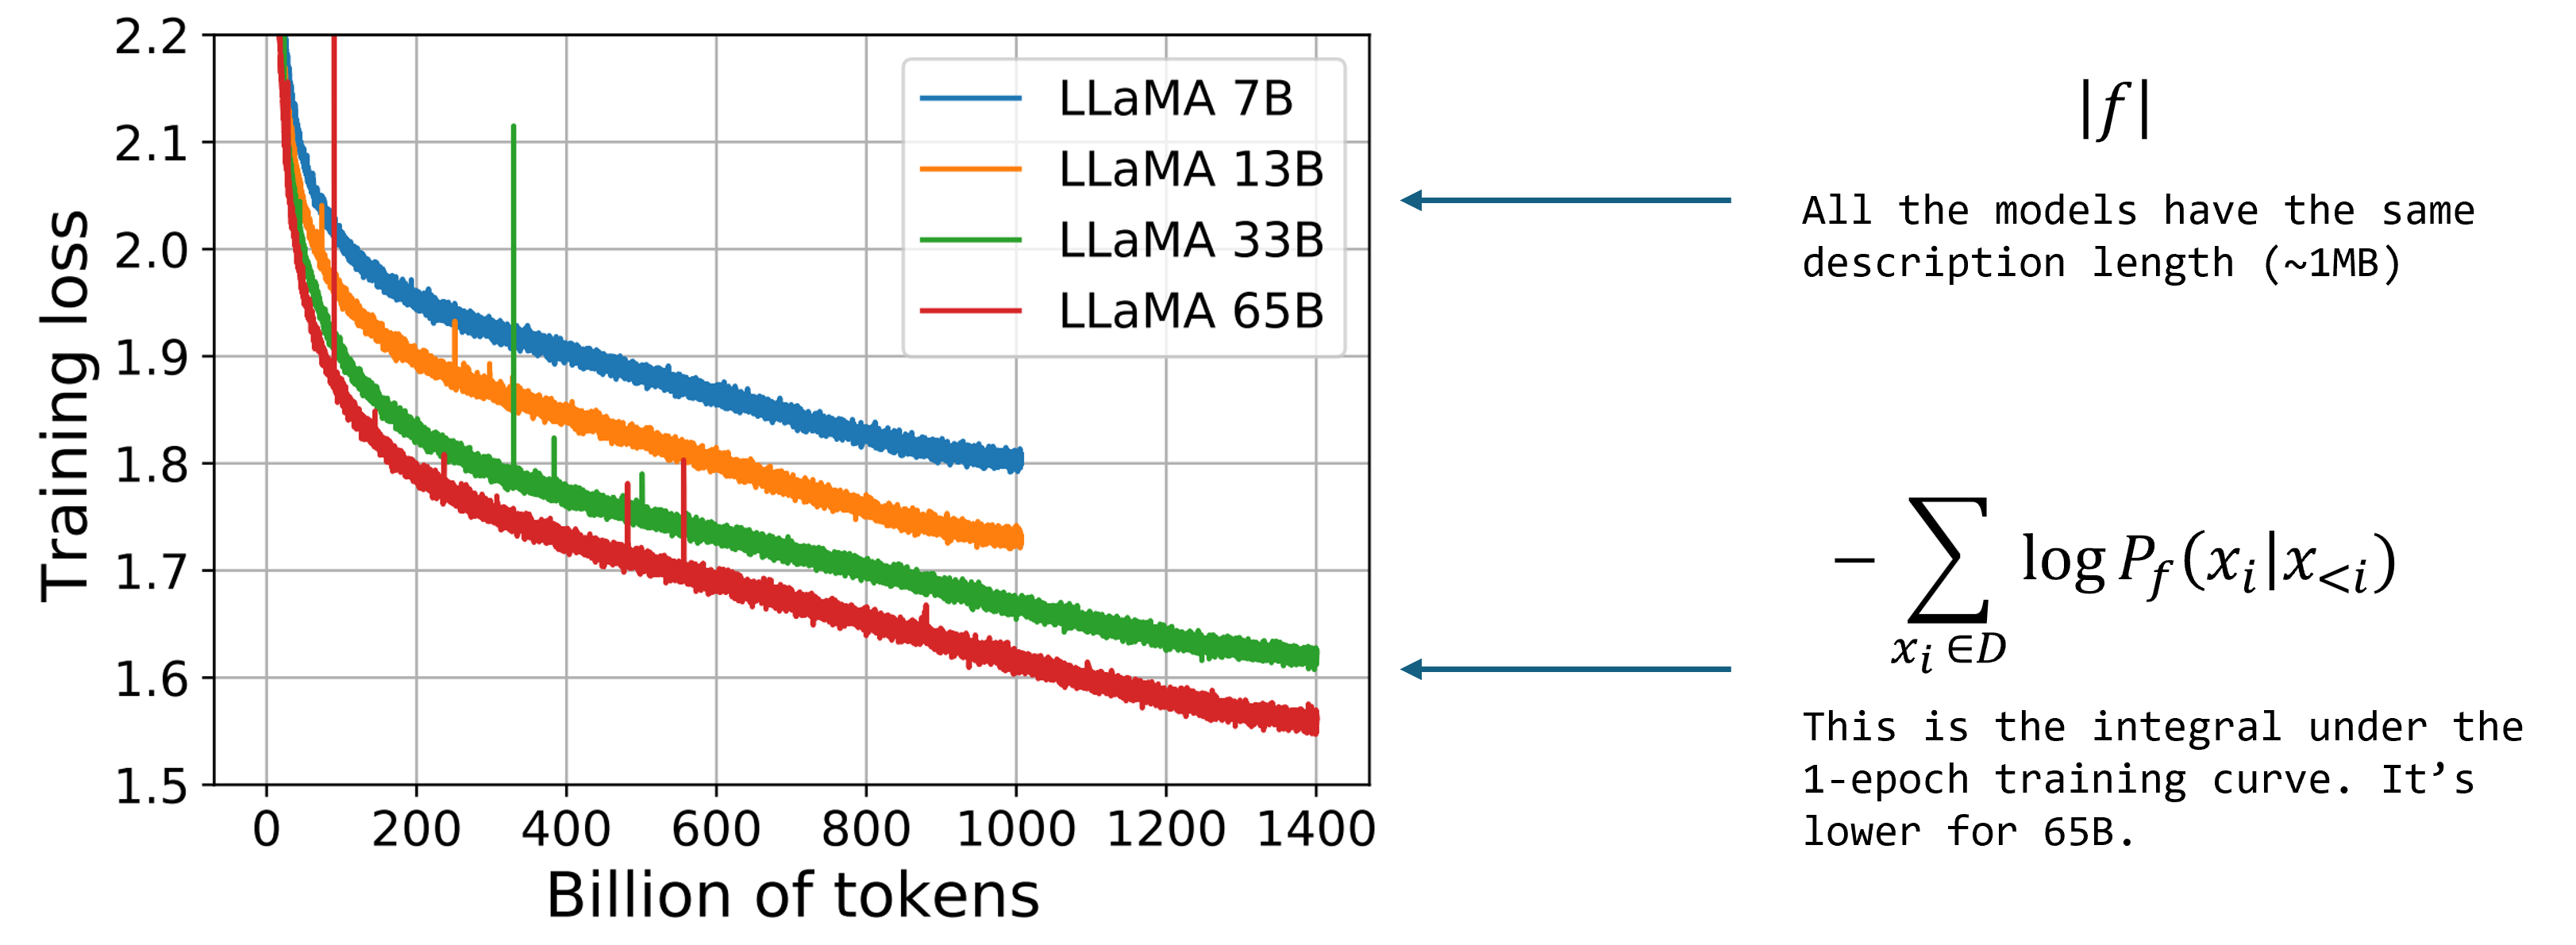 2.2
2.1
2.0
1.9
1.8
1.7
1.6
1.5
Training loss
0 200 400 600 800 1000 1200 1400
Billion of tokens
LLaMA 7B
LLaMA 13B
LLaMA 33B
LLaMA 65B
|f|
All the models have the same
description length (~1MB)
− ∑ log P_f(x_i|x_{<i})
x_i ∈D
This is the integral under the
1-epoch training curve. It’s
lower for 65B.